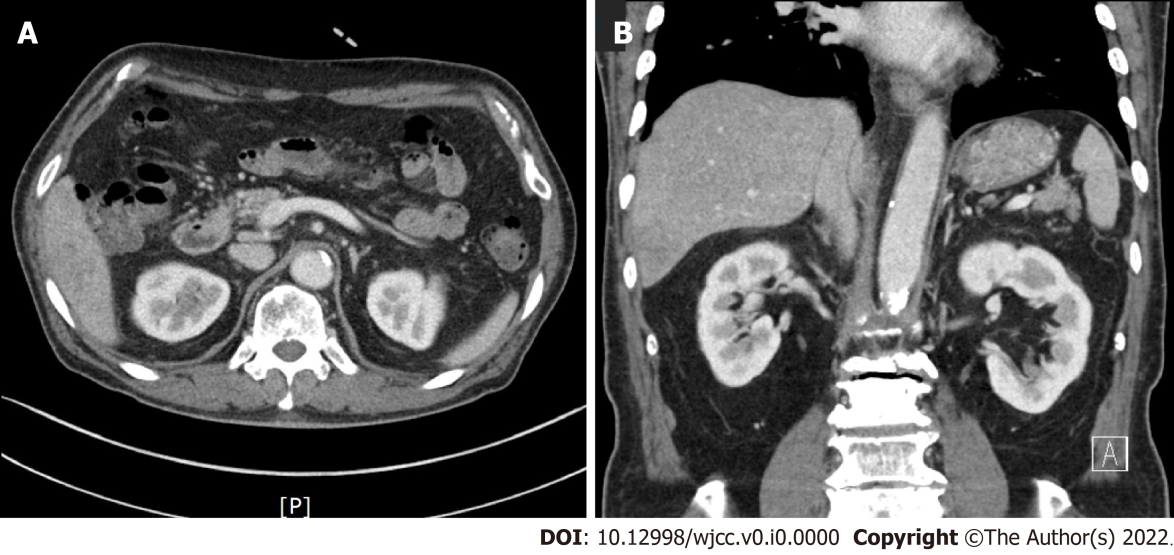 A
B
[P]
A
DOI: 10.12998/wjcc.v0.i0.0000 Copyright ©The Author(s) 2022.